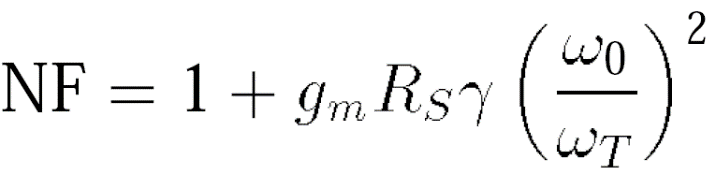 NF = 1 + g_m R_S γ (ω_0 / ω_T)^2